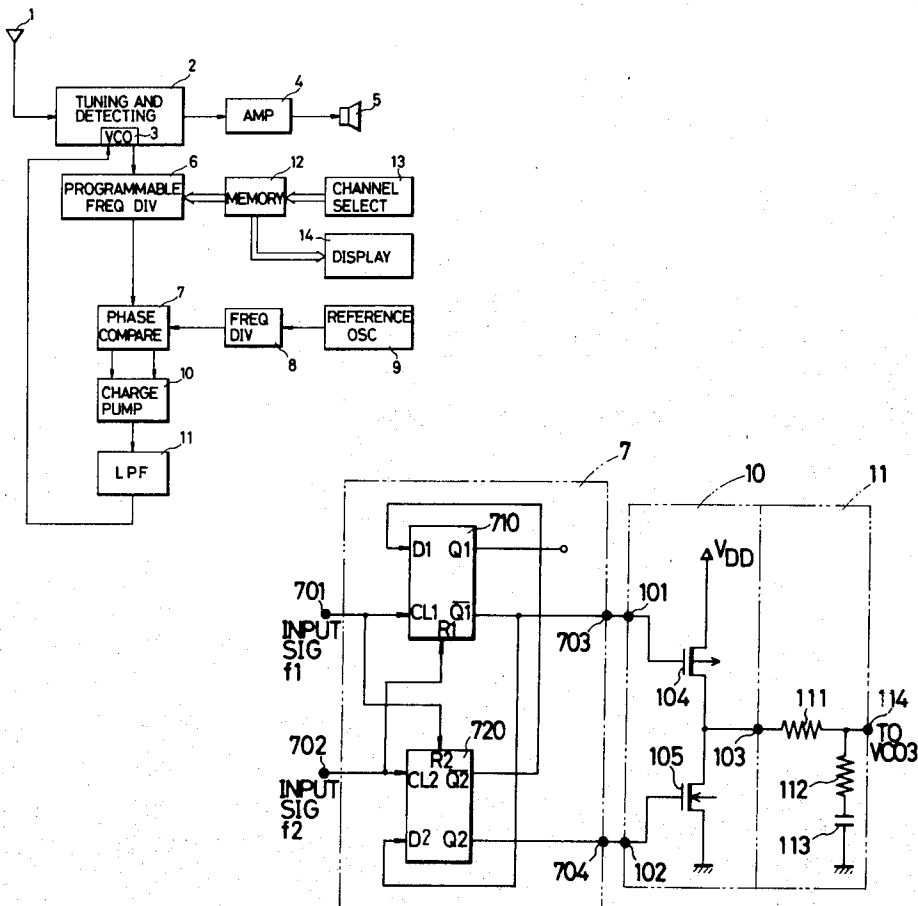 1
2
TUNING AND
DETECTING
VCO
3
4
AMP
5
6
PROGRAMMABLE
FREQ DIV
12
MEMORY
13
CHANNEL
SELECT
14
DISPLAY
7
PHASE
COMPARE
FREQ
DIV
8
REFERENCE
OSC
9
10
CHARGE
PUMP
11
LPF
7
710
D1 Q1
CL1 Q1
R1
701
INPUT
SIG
f1
703
720
R2
CL2 Q2
D2 Q2
702
INPUT
SIG
f2
704
10
101
VDD
104
105
102
103
11
111
114
TO
VCO3
112
113